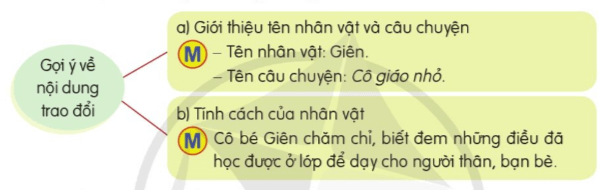 Gợi ý về
nội dung
trao đổi
a) Giới thiệu tên nhân vật và câu chuyện
M – Tên nhân vật: Giên.
– Tên câu chuyện: Cô giáo nhỏ.
b) Tính cách của nhân vật
M Cô bé Giên chăm chỉ, biết đem những điều đã
học được ở lớp để dạy cho người thân, bạn bè.